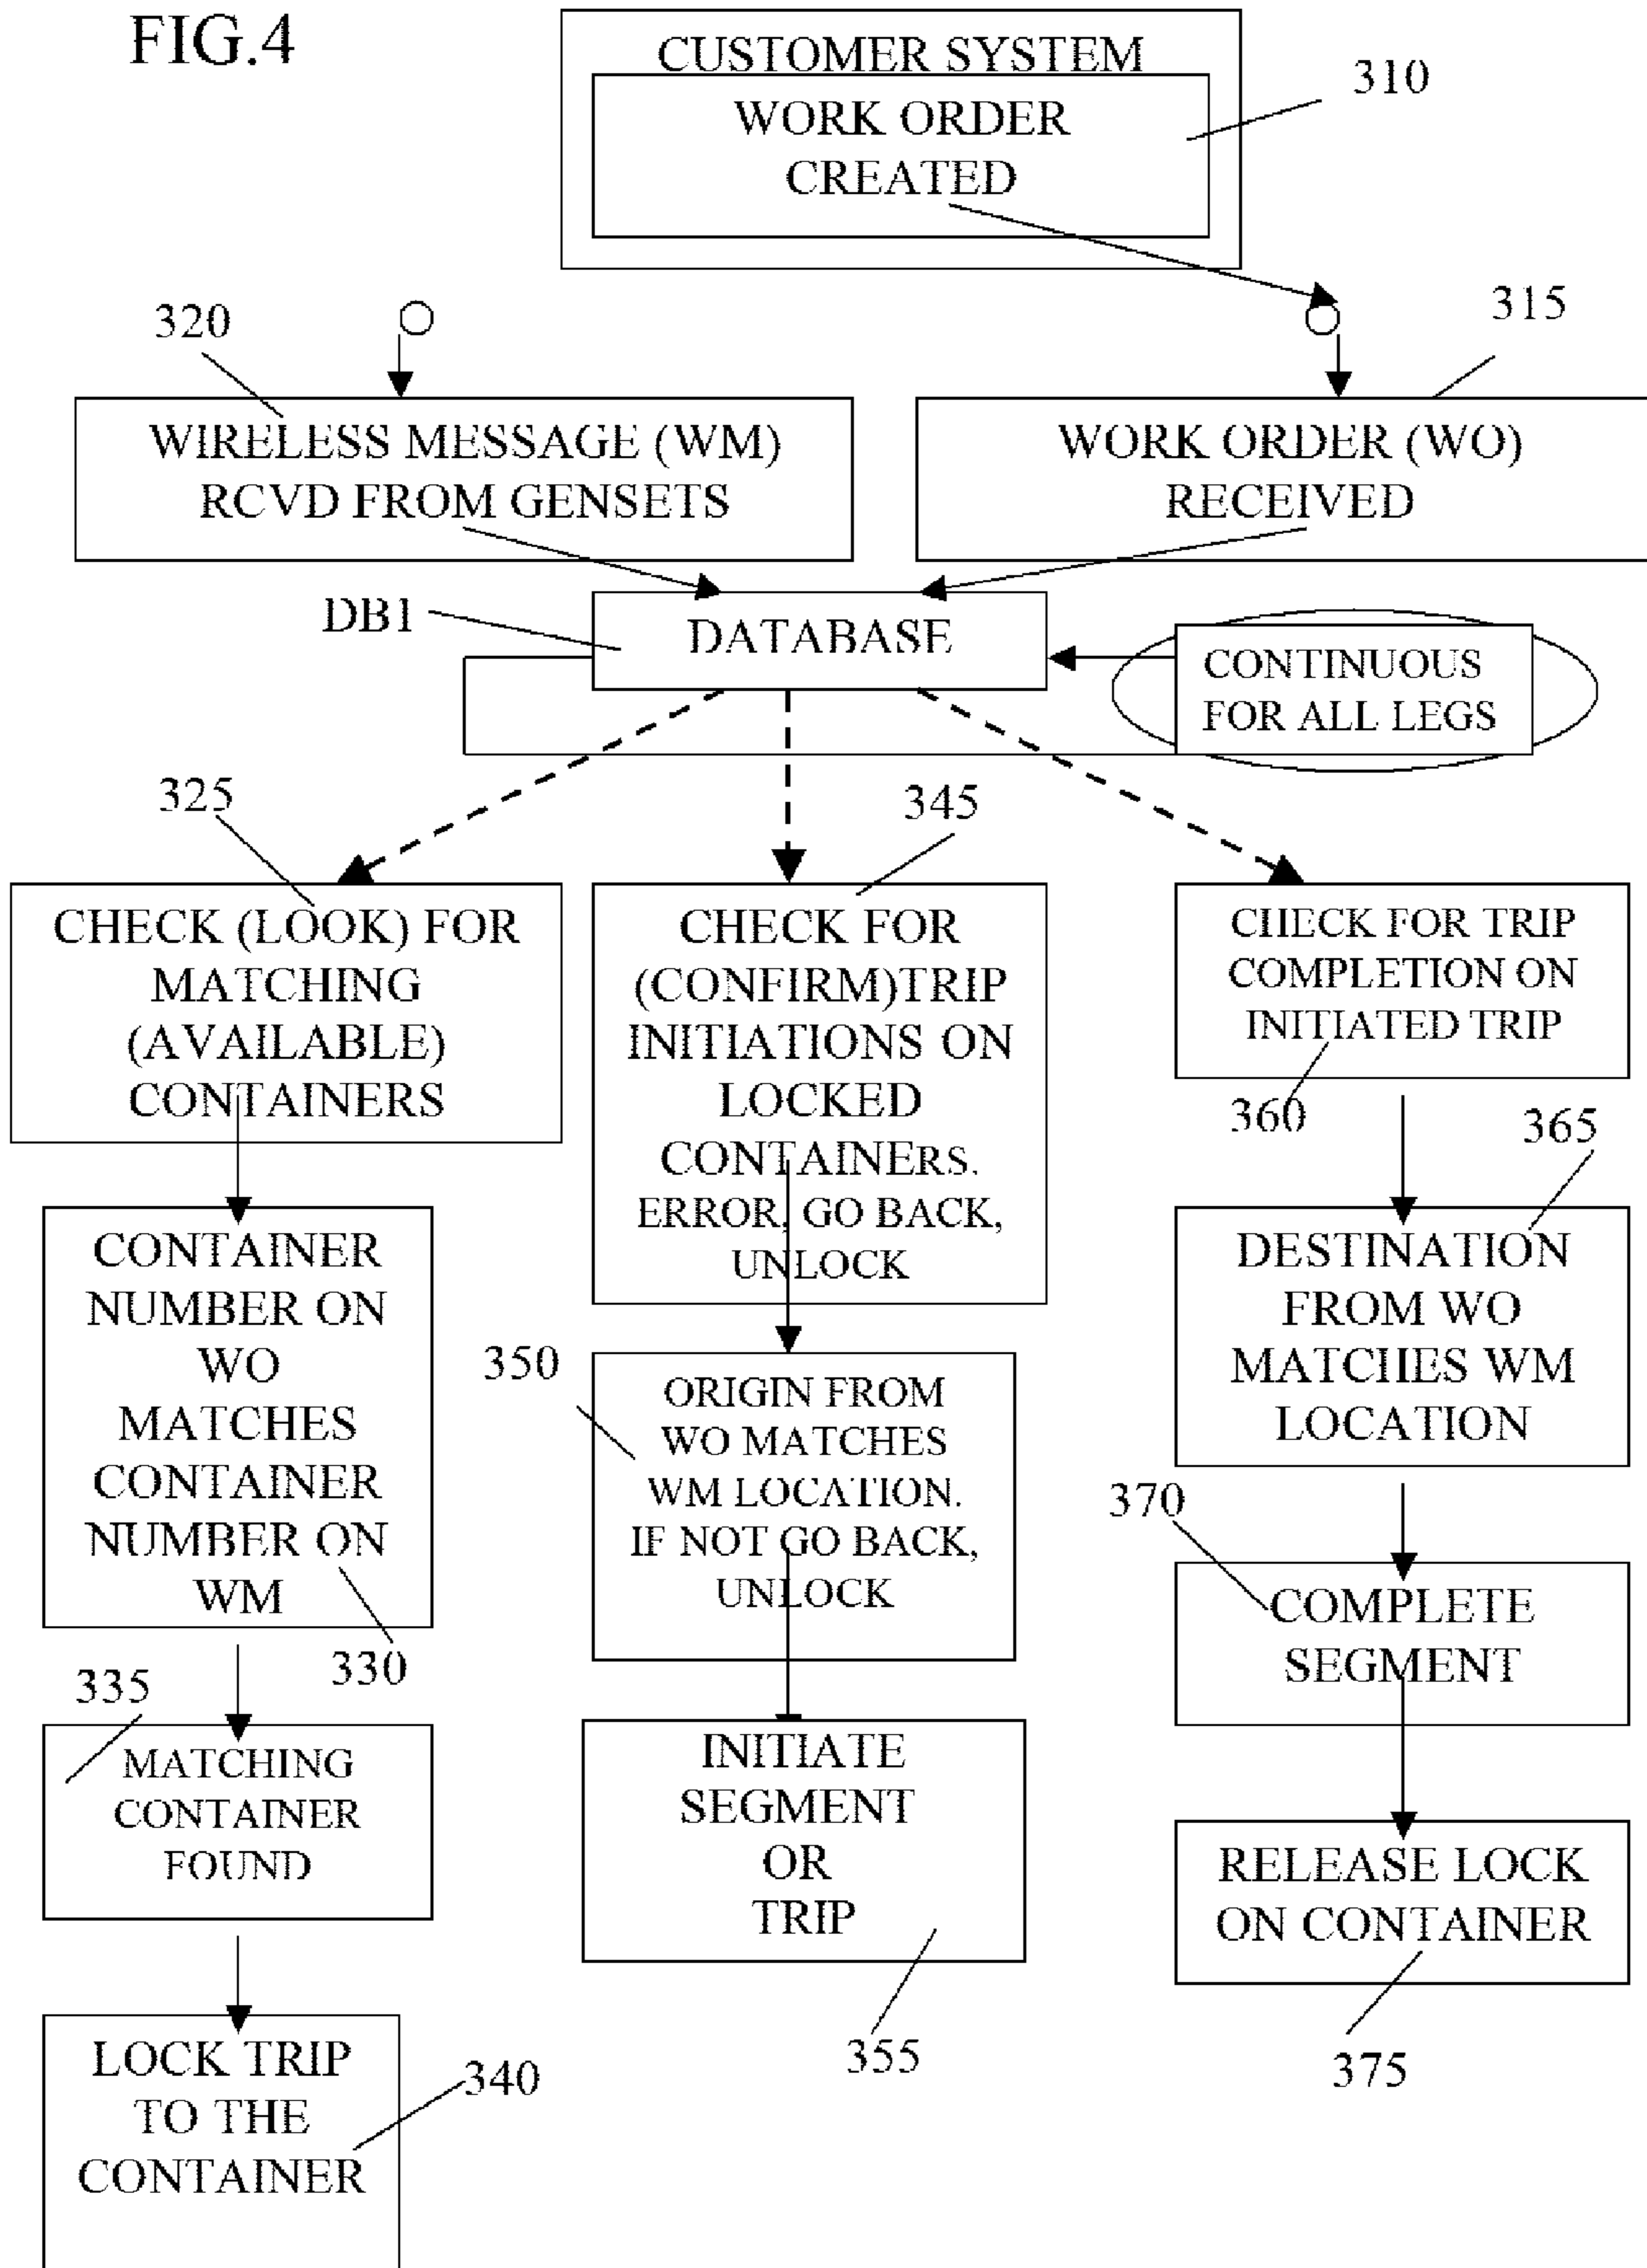 FIG.4
CUSTOMER SYSTEM
310
WORK ORDER
CREATED
320
315
WIRELESS MESSAGE (WM)
RCVD FROM GENSETS
WORK ORDER (WO)
RECEIVED
DB1
DATABASE
CONTINUOUS
FOR ALL LEGS
325
345
CHECK (LOOK) FOR
MATCHING
(AVAILABLE)
CONTAINERS
CHECK FOR
(CONFIRM)TRIP
INITIATIONS ON
LOCKED
CONTAINERS.
ERROR, GO BACK,
UNLOCK
CHECK FOR TRIP
COMPLETION ON
INITIATED TRIP
360
365
CONTAINER
NUMBER ON
WO
MATCHES
CONTAINER
NUMBER ON
WM
330
350
ORIGIN FROM
WO MATCHES
WM LOCATION.
IF NOT GO BACK,
UNLOCK
DESTINATION
FROM WO
MATCHES WM
LOCATION
370
COMPLETE
SEGMENT
335
MATCHING
CONTAINER
FOUND
INITIATE
SEGMENT
OR
TRIP
355
RELEASE LOCK
ON CONTAINER
375
LOCK TRIP
TO THE
CONTAINER
340